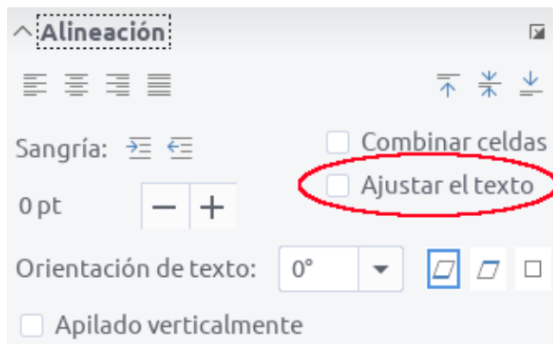 Alineación
Sangría:
Combinar celdas
Ajustar el texto
0 pt
Orientación de texto:
0°
Apilado verticalmente